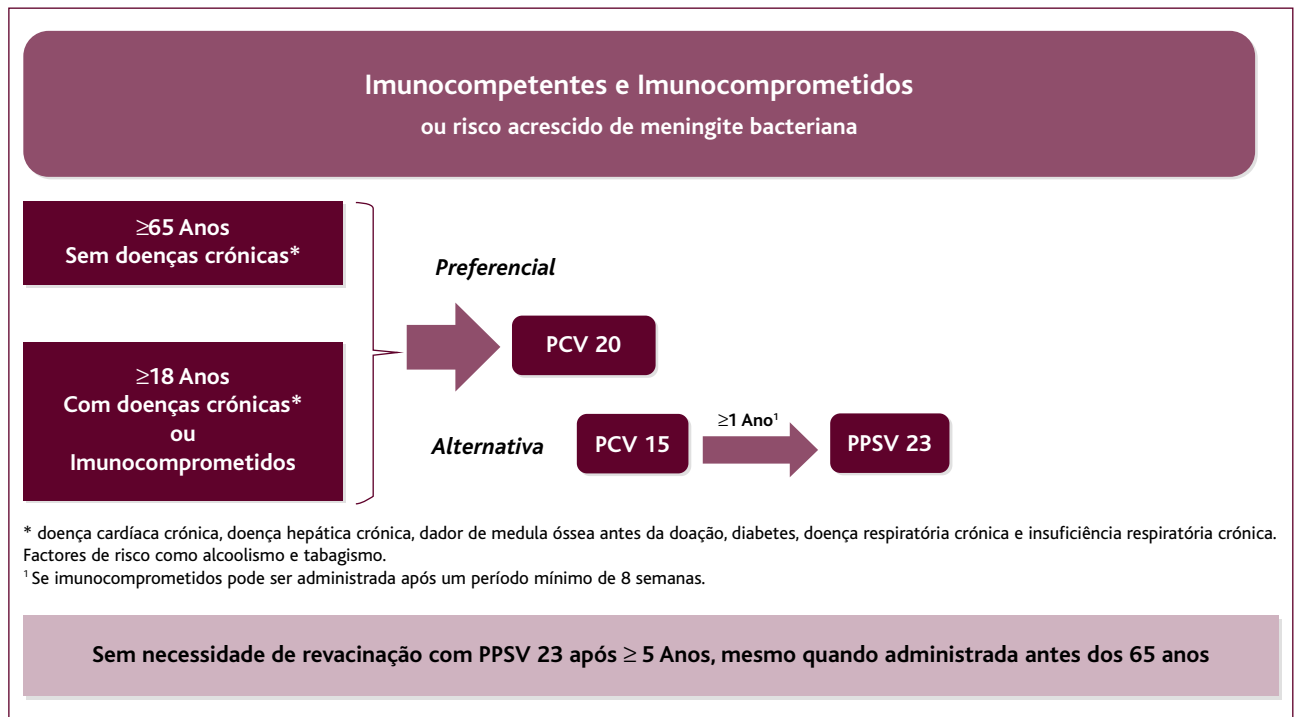 Imunocompetentes e Imunocomprometidos
ou risco acrescido de meningite bacteriana
≥65 Anos
Sem doenças crónicas*
≥18 Anos
Com doenças crónicas*
ou
Imunocomprometidos
Preferencial
PCV 20
Alternativa
PCV 15
≥1 Ano¹
PPSV 23
* doença cardíaca crónica, doença hepática crónica, dador de medula óssea antes da doação, diabetes, doença respiratória crónica e insuficiência respiratória crónica.
Factores de risco como alcoolismo e tabagismo.
¹ Se imunocomprometidos pode ser administrada após um período mínimo de 8 semanas.
Sem necessidade de revacinação com PPSV 23 após ≥ 5 Anos, mesmo quando administrada antes dos 65 anos